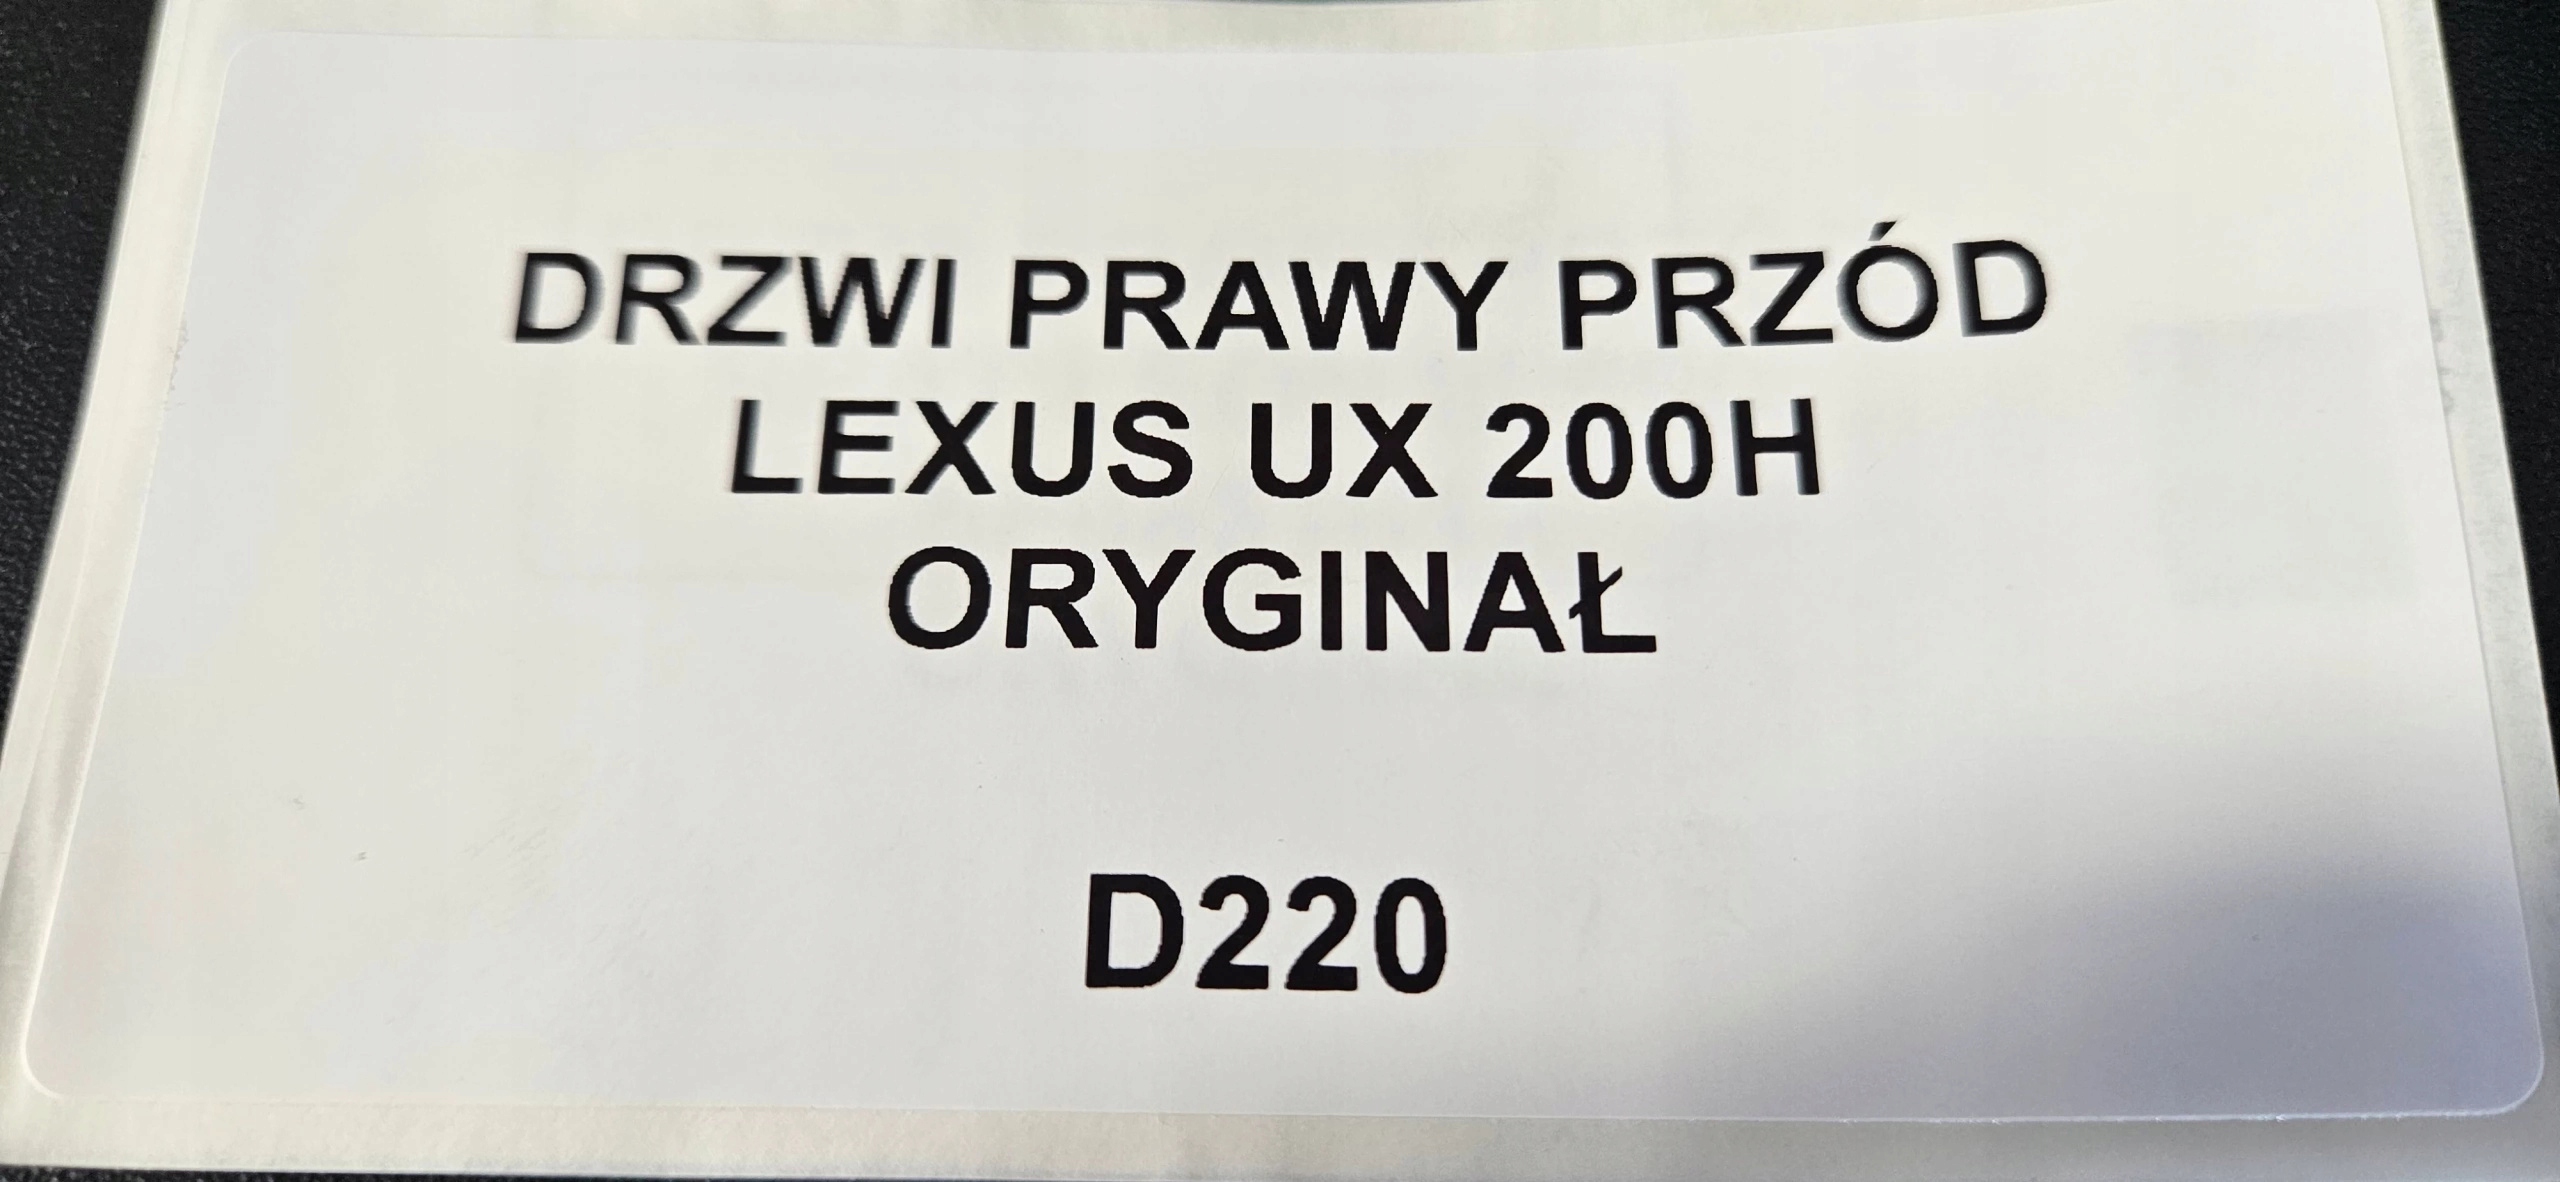 DRZWI PRAWY PRZÓD
LEXUS UX 200H
ORYGINAŁ
D220